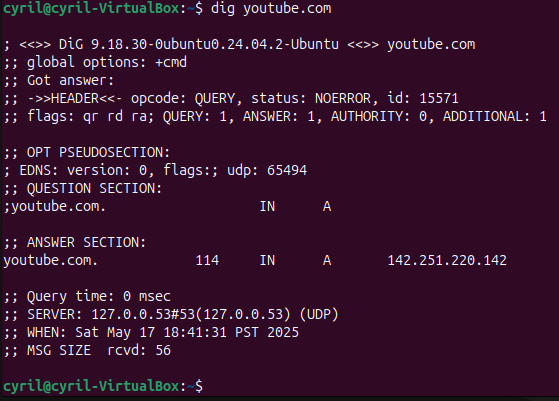 cyril@cyril-VirtualBox:~$ dig youtube.com

; <<>> DiG 9.18.30-0ubuntu0.24.04.2-Ubuntu <<>> youtube.com
;; global options: +cmd
;; Got answer:
;; ->>HEADER<<- opcode: QUERY, status: NOERROR, id: 15571
;; flags: qr rd ra; QUERY: 1, ANSWER: 1, AUTHORITY: 0, ADDITIONAL: 1

;; OPT PSEUDOSECTION:
; EDNS: version: 0, flags:; udp: 65494
;; QUESTION SECTION:
;youtube.com.                   IN      A

;; ANSWER SECTION:
youtube.com.            114     IN      A       142.251.220.142

;; Query time: 0 msec
;; SERVER: 127.0.0.53#53(127.0.0.53) (UDP)
;; WHEN: Sat May 17 18:41:31 PST 2025
;; MSG SIZE  rcvd: 56

cyril@cyril-VirtualBox:~$